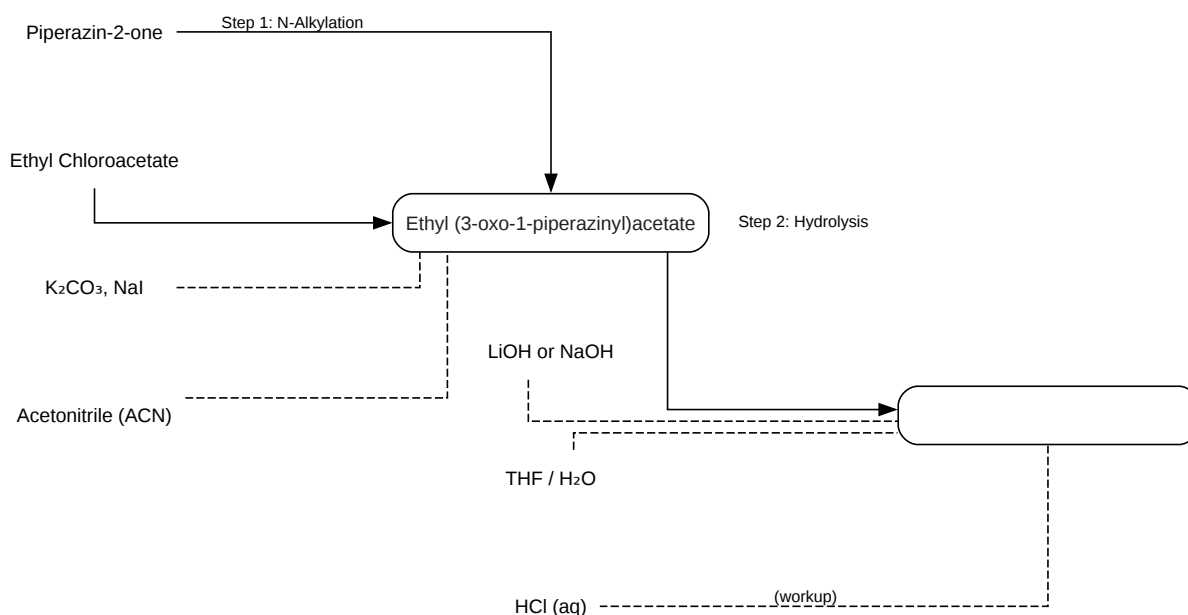 Step 1: N-Alkylation
Piperazin-2-one
Ethyl Chloroacetate
Ethyl (3-oxo-1-piperazinyl)acetate
Step 2: Hydrolysis
K₂CO₃, NaI
LiOH or NaOH
Acetonitrile (ACN)
THF / H₂O
(workup)
HCl (aq)